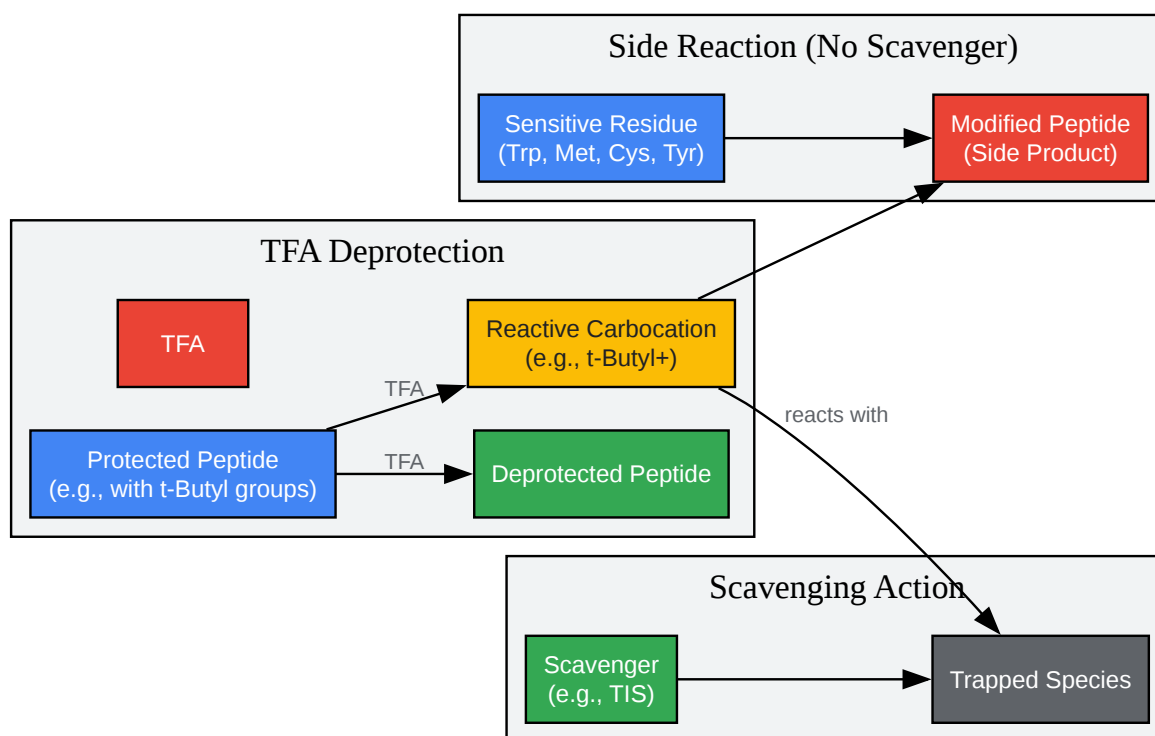 Side Reaction (No Scavenger)
Sensitive Residue
(Trp, Met, Cys, Tyr)
Modified Peptide
(Side Product)
TFA Deprotection
TFA
Reactive Carbocation
(e.g., t-Butyl+)
TFA
reacts with
Protected Peptide
(e.g., with t-Butyl groups)
TFA
Deprotected Peptide
Scavenging Action
Scavenger
(e.g., TIS)
Trapped Species